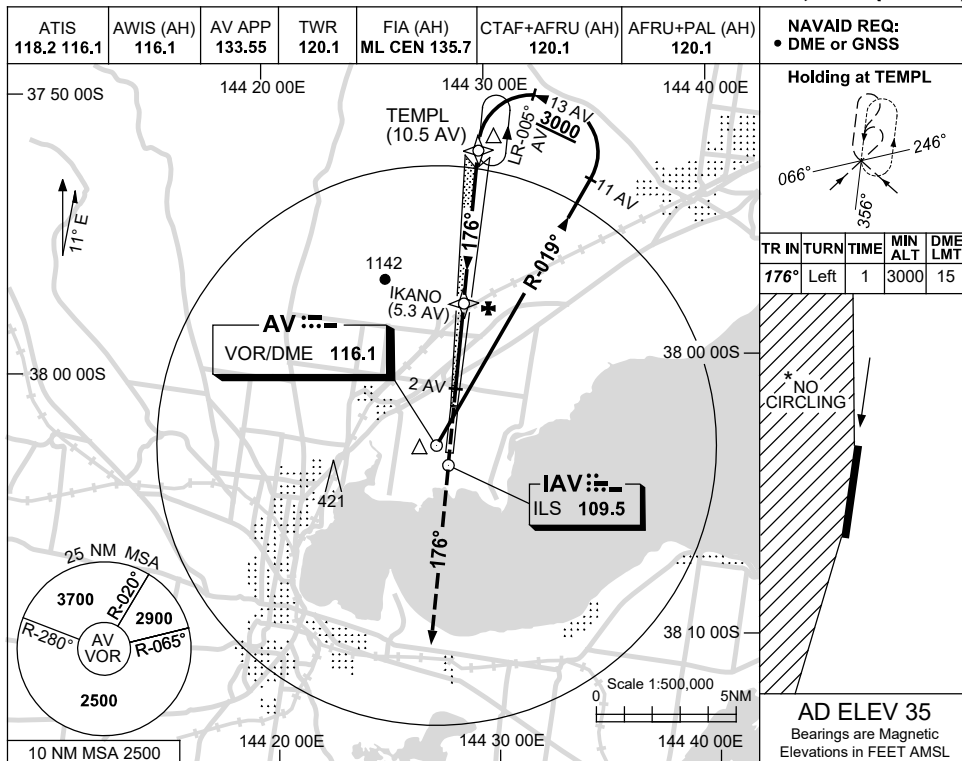 ATIS
118.2 116.1
AWIS (AH)
116.1
AV APP
133.55
TWR
120.1
FIA (AH)
ML CEN 135.7
CTAF+AFRU (AH)
120.1
AFRU+PAL (AH)
120.1
NAVAID REQ:
• DME or GNSS
37 50 00S
144 20 00E
144 30 00E
144 40 00E
TEMPL
(10.5 AV)
LR-005°
AV
13 AV
3000
11 AV
11° E
176°
R-019°
1142
IKANO
(5.3 AV)
AV
VOR/DME 116.1
38 00 00S
38 00 00S
2 AV
421
IAV
ILS 109.5
176°
25 NM MSA
3700
R-020°
2900
R-280°
AV
VOR
R-065°
2500
38 10 00S
Scale 1:500,000
0
5NM
10 NM MSA 2500
144 20 00E
144 30 00E
144 40 00E
Holding at TEMPL
246°
066°
356°
TR IN TURN TIME MIN ALT DME LMT
176° Left 1 3000 15
*NO
CIRCLING
AD ELEV 35
Bearings are Magnetic
Elevations in FEET AMSL